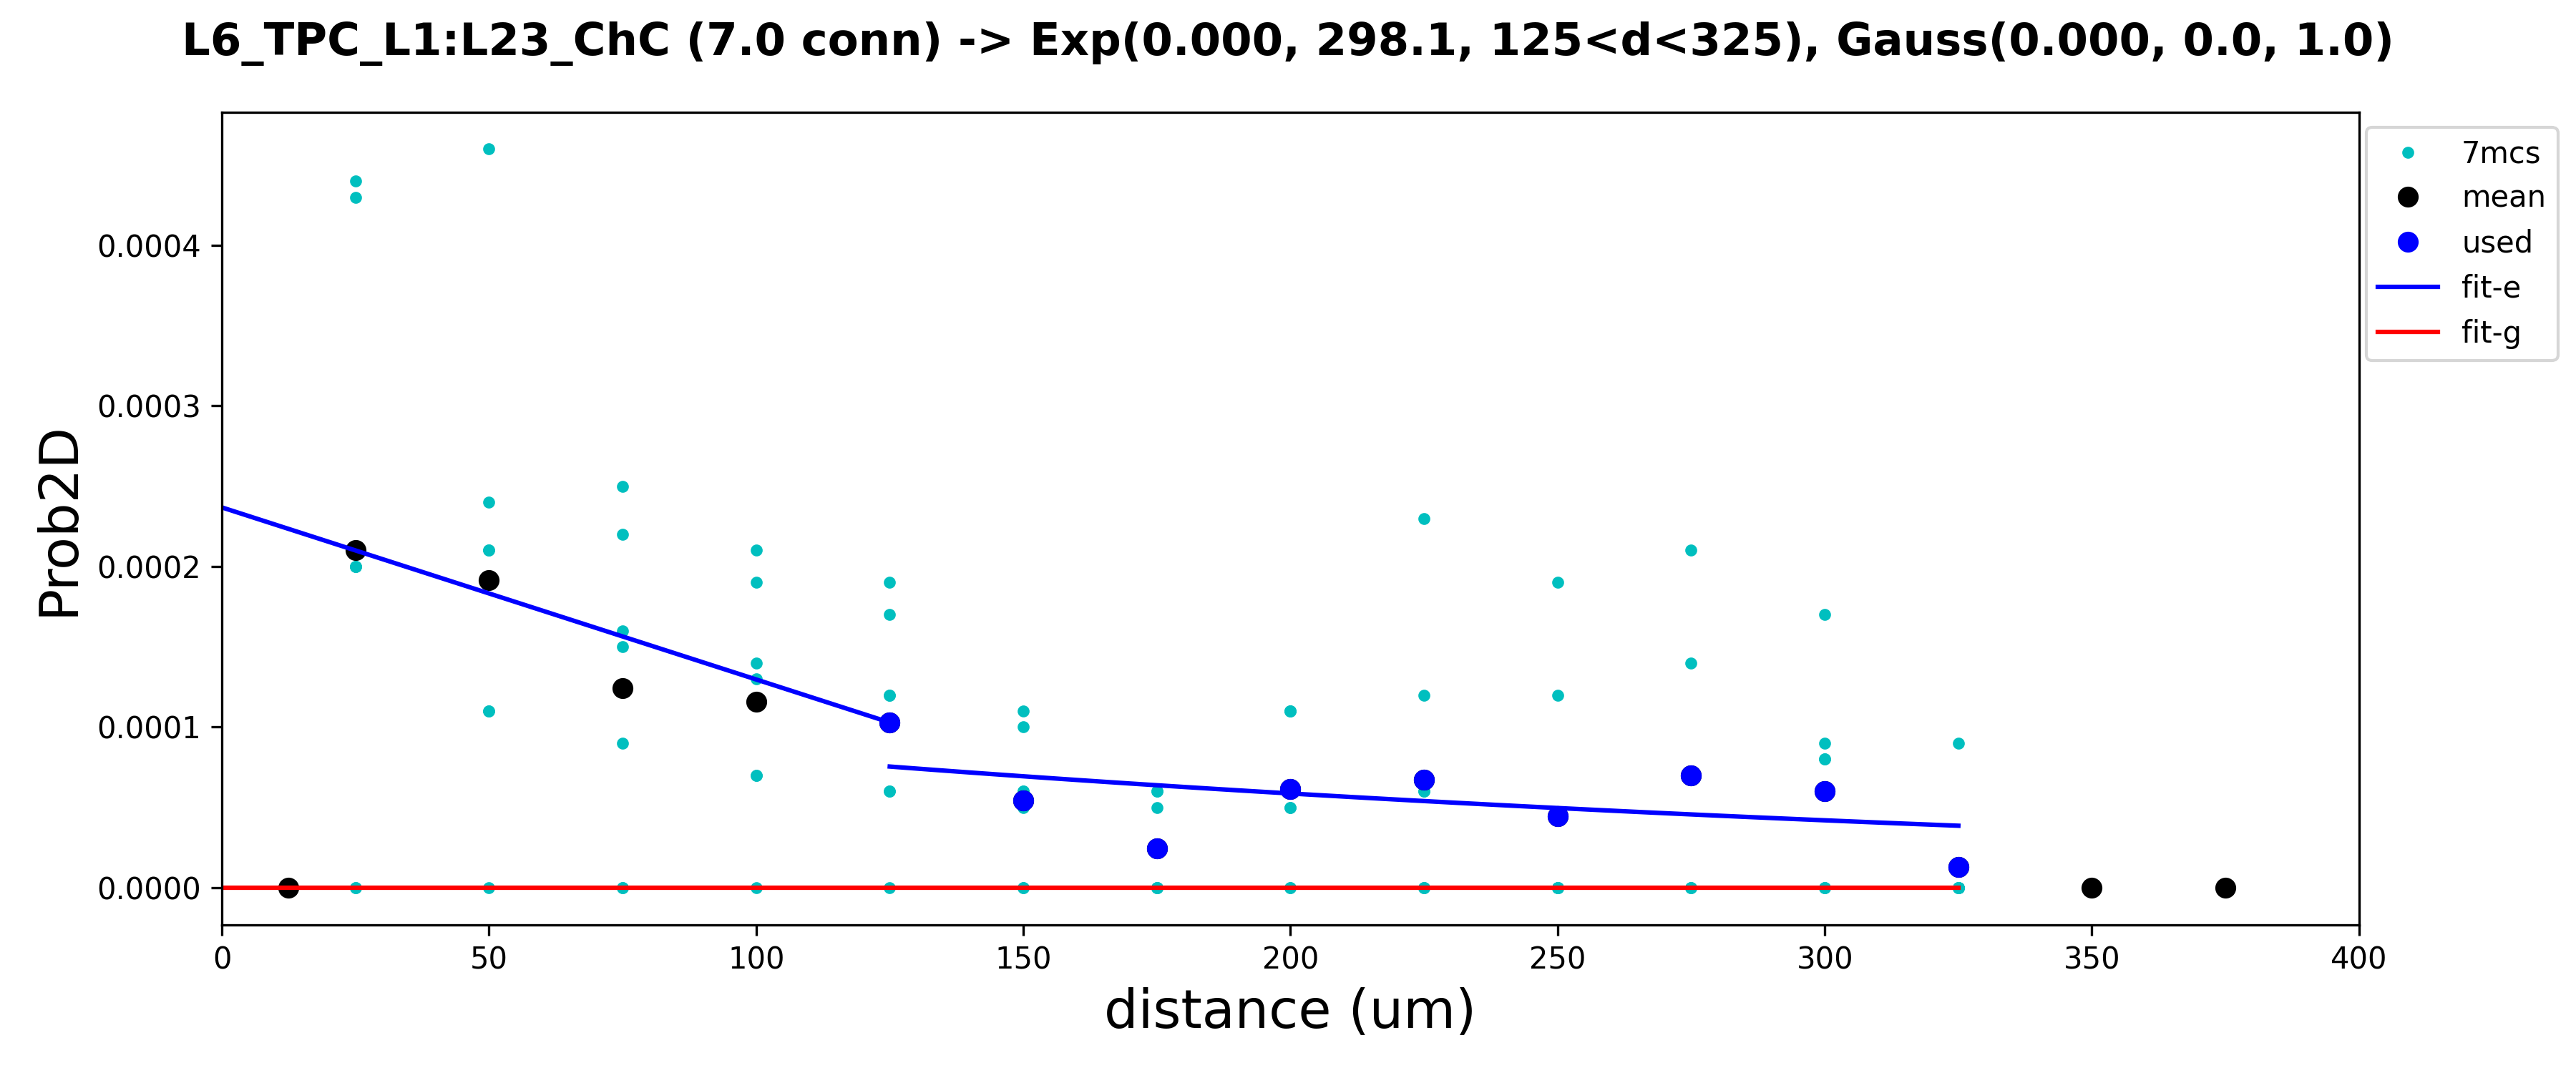 L6_TPC_L1:L23_ChC (7.0 conn) -> Exp(0.000, 298.1, 125<d<325), Gauss(0.000, 0.0, 1.0)
7mcs
mean
used
fit-e
fit-g
Prob2D
0.0004
0.0003
0.0002
0.0001
0.0000
0 50 100 150 200 250 300 350 400
distance (um)